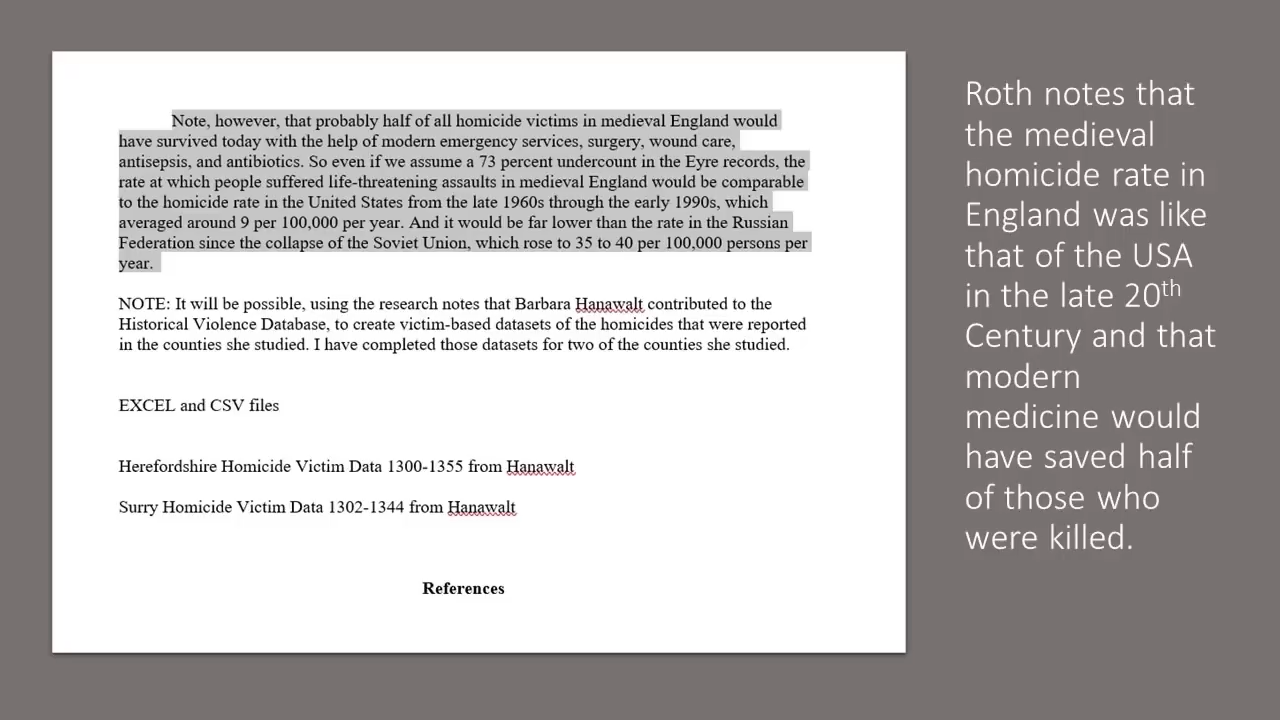 Note, however, that probably half of all homicide victims in medieval England would
have survived today with the help of modern emergency services, surgery, wound care,
antisepsis, and antibiotics. So even if we assume a 73 percent undercount in the Eyre records, the
rate at which people suffered life-threatening assaults in medieval England would be comparable
to the homicide rate in the United States from the late 1960s through the early 1990s, which
averaged around 9 per 100,000 per year. And it would be far lower than the rate in the Russian
Federation since the collapse of the Soviet Union, which rose to 35 to 40 per 100,000 persons per
year.
NOTE: It will be possible, using the research notes that Barbara Hanawalt contributed to the
Historical Violence Database, to create victim-based datasets of the homicides that were reported
in the counties she studied. I have completed those datasets for two of the counties she studied.
EXCEL and CSV files
Herefordshire Homicide Victim Data 1300-1355 from Hanawalt
Surry Homicide Victim Data 1302-1344 from Hanawalt
References
Roth notes that
the medieval
homicide rate in
England was like
that of the USA
in the late 20th
Century and that
modern
medicine would
have saved half
of those who
were killed.